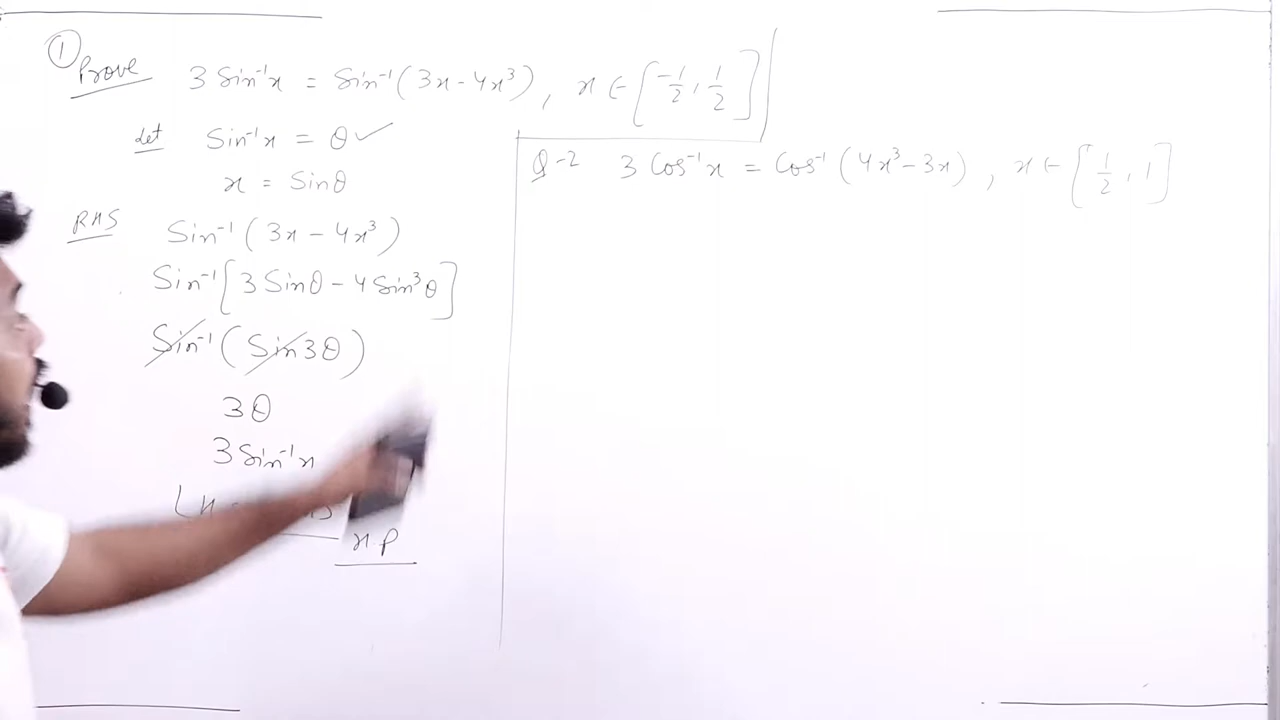 ① Prove 3 Sin⁻¹x = Sin⁻¹(3x - 4x³), x ∈ [-1/2, 1/2]
Let Sin⁻¹x = θ ✓
x = Sinθ
RHS Sin⁻¹(3x - 4x³)
Sin⁻¹[3 Sinθ - 4 Sin³θ]
Sin⁻¹(Sin3θ)
3θ
3 Sin⁻¹x
H.P
Q-2 3 Cos⁻¹x = Cos⁻¹(4x³ - 3x), x ∈ [1/2, 1]